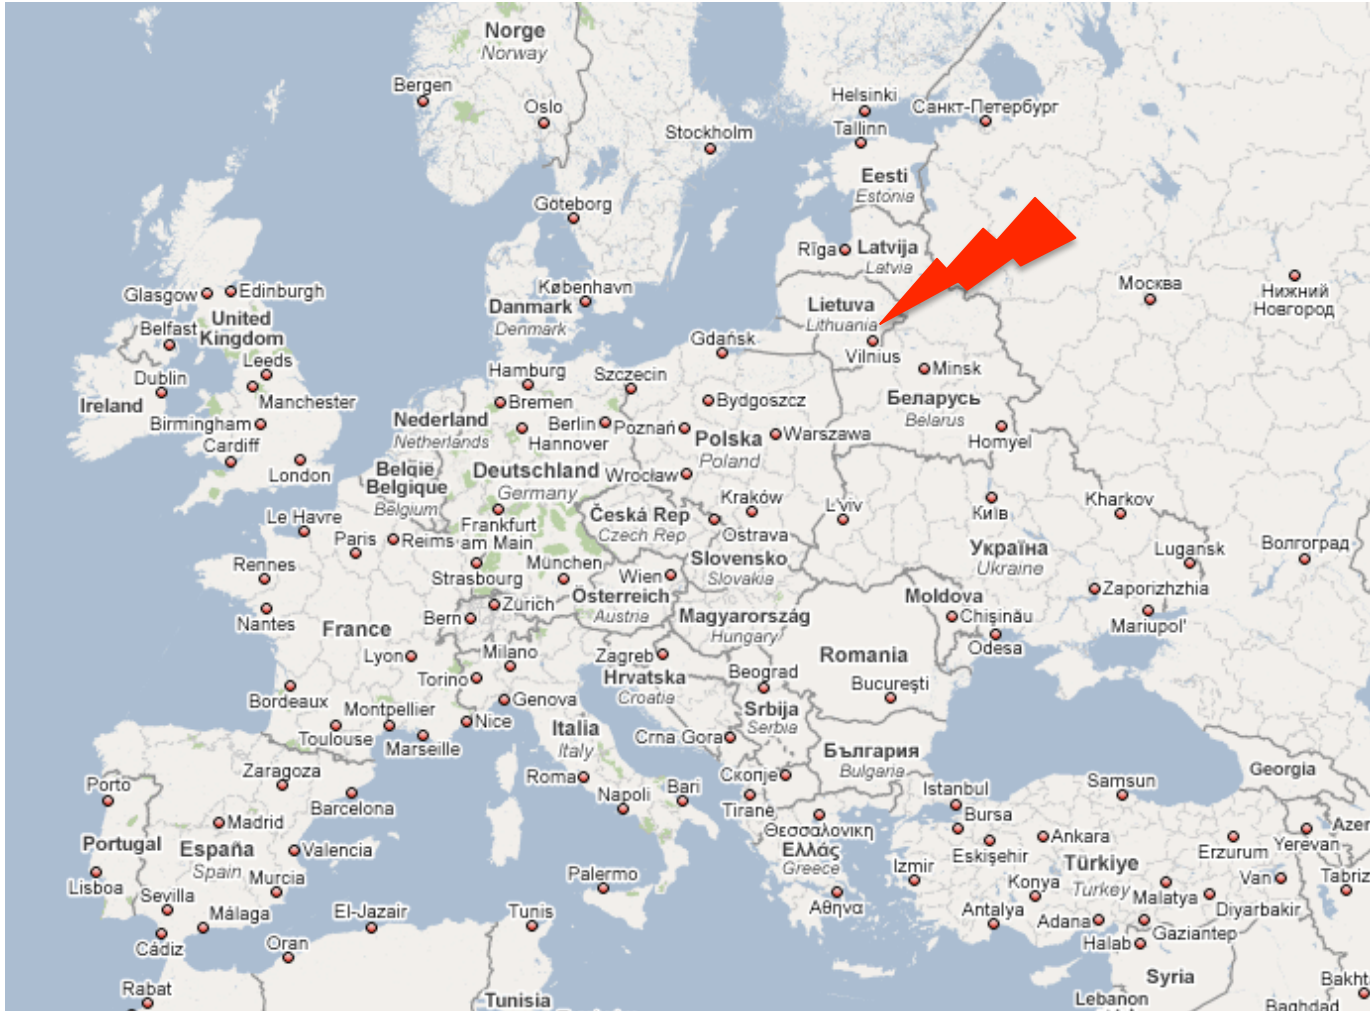 Norge
Norway
Bergen
Oslo
Stockholm
Helsinki
Tallinn
Санкт-Петербург
Eesti
Estonia
Göteborg
Rīga
Latvija
Latvia
Москва
Нижний
Новгород
Glasgow
Edinburgh
United
Kingdom
Belfast
København
Danmark
Denmark
Lietuva
Lithuania
Vilnius
Gdańsk
Minsk
Leeds
Dublin
Ireland
Manchester
Birmingham
Cardiff
London
Hamburg
Bremen
Szczecin
Bydgoszcz
Беларусь
Belarus
Homyel
Nederland
Netherlands
Hannover
Berlin
Poznań
Polska
Poland
Warszawa
België
Belgique
Belgium
Deutschland
Germany
Wrocław
Kraków
L'viv
Київ
Kharkov
Le Havre
Paris
Reims
Frankfurt
am Main
Česká Rep
Czech Rep
Ostrava
Україна
Ukraine
Lugansk
Волгоград
Rennes
Strasbourg
München
Wien
Slovensko
Slovakia
Zaporizhzhia
Mariupol'
Nantes
Bern
Zürich
Österreich
Austria
Magyarország
Hungary
Moldova
Chişinău
Odesa
France
Lyon
Milano
Torino
Zagreb
Hrvatska
Croatia
Beograd
Romania
Bucureşti
Bordeaux
Montpellier
Toulouse
Marseille
Nice
Genova
Italia
Italy
Srbija
Serbia
Crna Gora
България
Bulgaria
Georgia
Porto
Zaragoza
Barcelona
Roma
Napoli
Bari
Скопје
Tiranë
Istanbul
Bursa
Samsun
Portugal
Madrid
España
Spain
Valencia
Θεσσαλονικη
Ελλάς
Greece
Eskişehir
Ankara
Türkiye
Turkey
Erzurum
Yerevan
Azer
Lisboa
Sevilla
Murcia
Málaga
Cádiz
Palermo
Αθηνα
Izmir
Konya
Antalya
Adana
Malatya
Van
Diyarbakir
Tabriz
Gaziantep
Halab
El-Jazair
Oran
Tunis
Rabat
Tunisia
Syria
Lebanon
Bakht
Baghdad